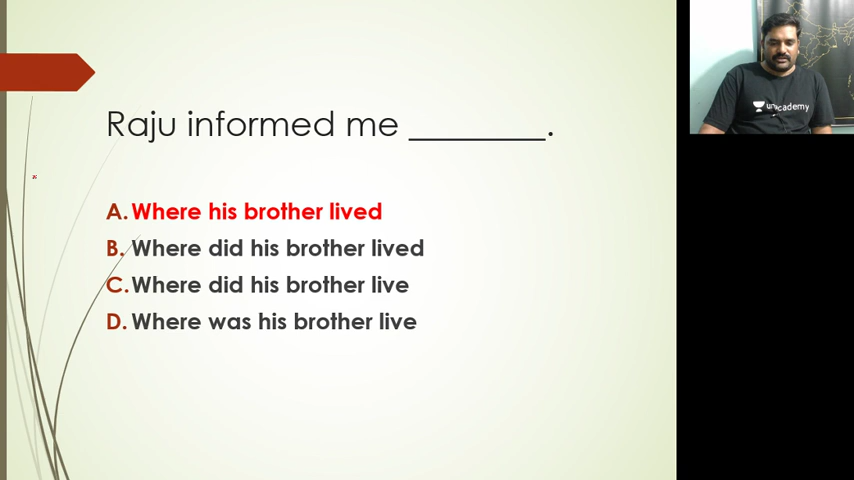 Raju informed me ________.
A. Where his brother lived
B. Where did his brother lived
C. Where did his brother live
D. Where was his brother live
unacademy